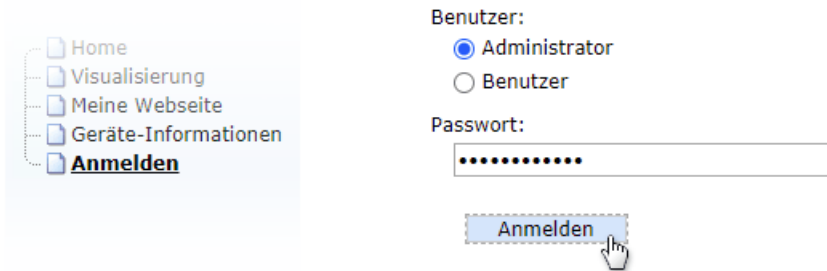 Home
Visualisierung
Meine Webseite
Geräte-Informationen
Anmelden
Benutzer:
Administrator
Benutzer
Passwort:
••••••••••••
Anmelden